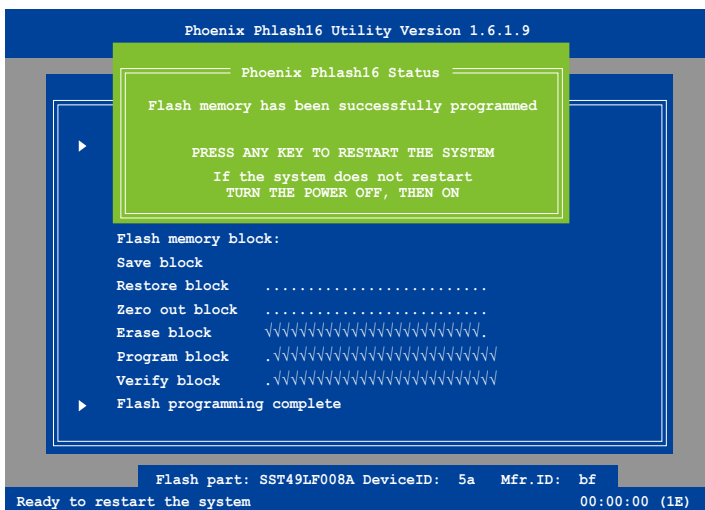 Phoenix Phlash16 Utility Version 1.6.1.9
Phoenix Phlash16 Status
Flash memory has been successfully programmed
PRESS ANY KEY TO RESTART THE SYSTEM
If the system does not restart
TURN THE POWER OFF, THEN ON
Flash memory block:
Save block
Restore block ..........................
Zero out block ..........................
Erase block √√√√√√√√√√√√√√√√√√√√√√√√√.
Program block .√√√√√√√√√√√√√√√√√√√√√√√√√√
Verify block .√√√√√√√√√√√√√√√√√√√√√√√√√√
Flash programming complete
Flash part: SST49LF008A DeviceID: 5a Mfr.ID: bf
Ready to restart the system 00:00:00 (1E)